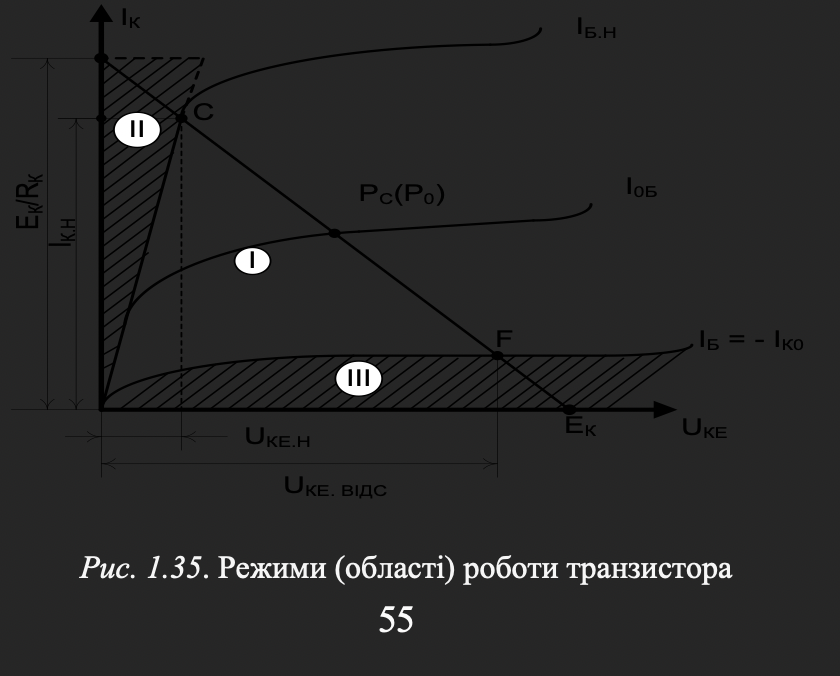 Iк
IБ.Н
C
II
Eк/Rк
Iк.н
PС(P0)
I0Б
I
F
IБ = - Iк0
III
Eк
Uке
Uке.н
Uке. відс
Рис. 1.35. Режими (області) роботи транзистора
55